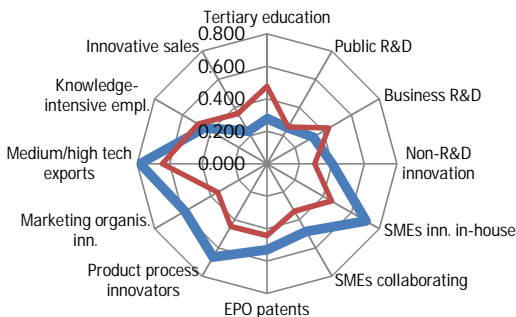 Tertiary education
0.800
Public R&D
Innovative sales
0.600
Knowledge-
intensive empl.
0.400
Business R&D
0.200
Medium/high tech
exports
0.000
Non-R&D
innovation
Marketing organis.
inn.
SMEs inn. in-house
Product process
innovators
SMEs collaborating
EPO patents